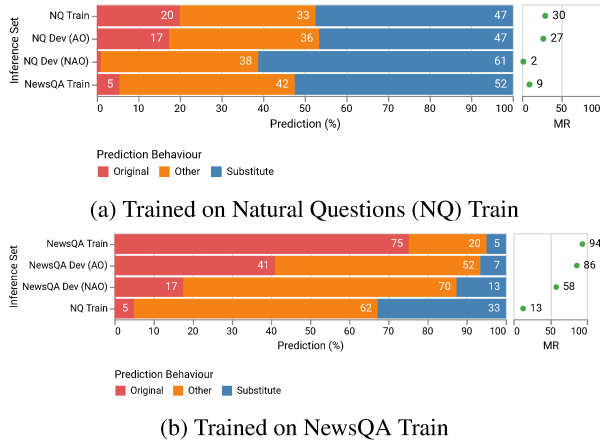 Inference Set
NQ Train 20 33 47 30
NQ Dev (AO) 17 36 47 27
NQ Dev (NAO) 38 61 2
NewsQA Train 5 42 52 9
0 10 20 30 40 50 60 70 80 90 100 0 50 100
Prediction (%) MR
Prediction Behaviour
Original Other Substitute
(a) Trained on Natural Questions (NQ) Train
Inference Set
NewsQA Train 75 20 5 94
NewsQA Dev (AO) 41 52 7 86
NewsQA Dev (NAO) 17 70 13 58
NQ Train 5 62 33 13
0 10 20 30 40 50 60 70 80 90 100 0 50 100
Prediction (%) MR
Prediction Behaviour
Original Other Substitute
(b) Trained on NewsQA Train